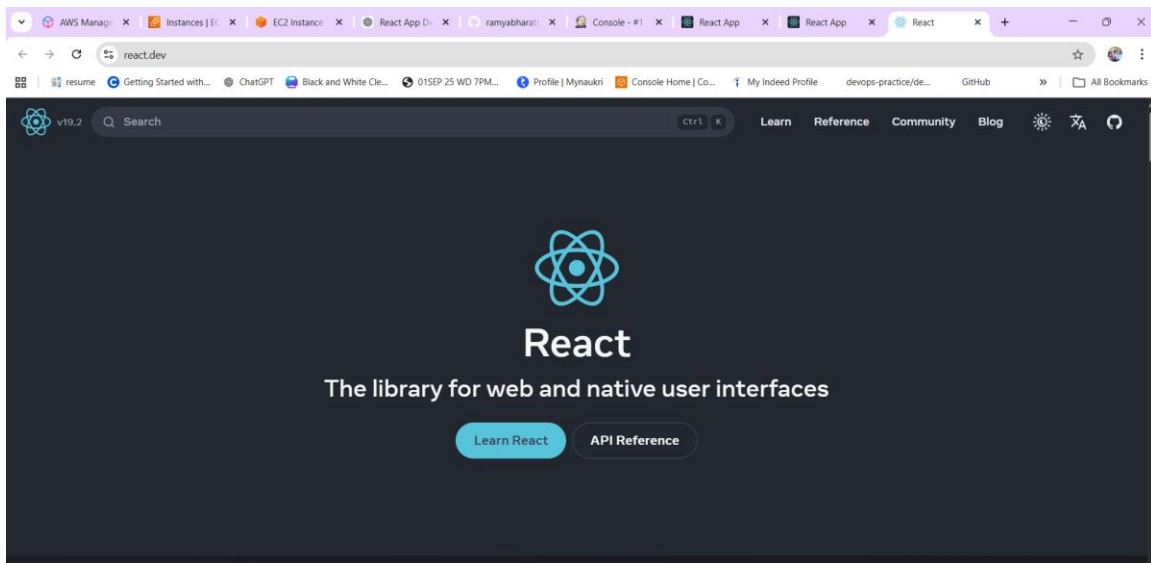 AWS Manage
Instances | EC
EC2 Instance
React App De
ramyabharat
Console - #1
React App
React App
React
react.dev
resume
Getting Started with...
ChatGPT
Black and White Cle...
01SEP 25 WD 7PM...
Profile | Mynaukri
Console Home | Co...
My Indeed Profile
devops-practice/de...
GitHub
»
All Bookmarks
v19.2
Search
Ctrl K
Learn
Reference
Community
Blog
React
The library for web and native user interfaces
Learn React
API Reference